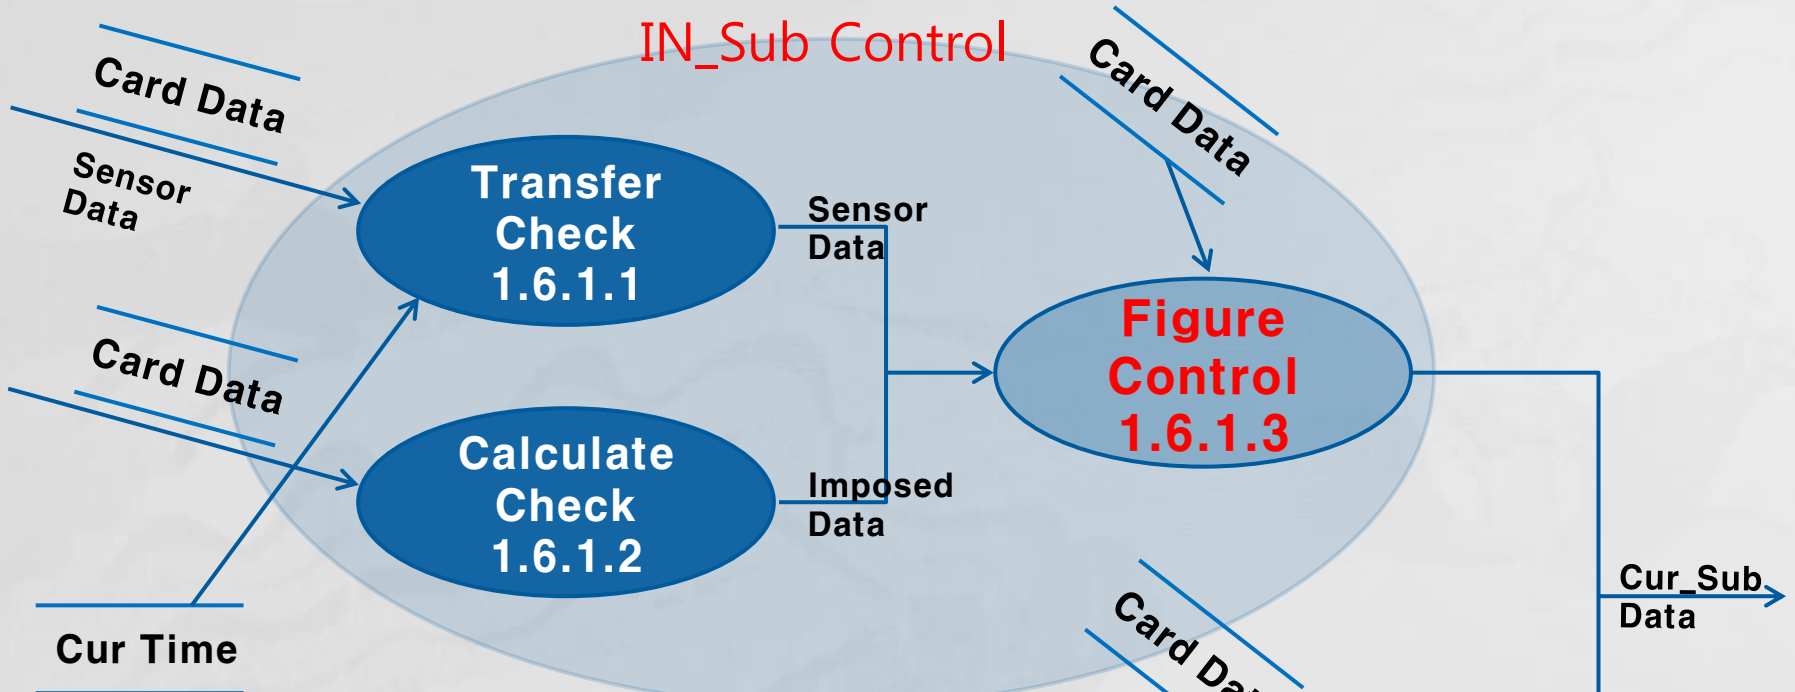 IN_Sub Control
Card Data
Card Data
Sensor
Data
Transfer
Check
1.6.1.1
Sensor
Data
Figure
Control
1.6.1.3
Card Data
Calculate
Check
1.6.1.2
Imposed
Data
Cur_Sub
Data
Cur Time
Card